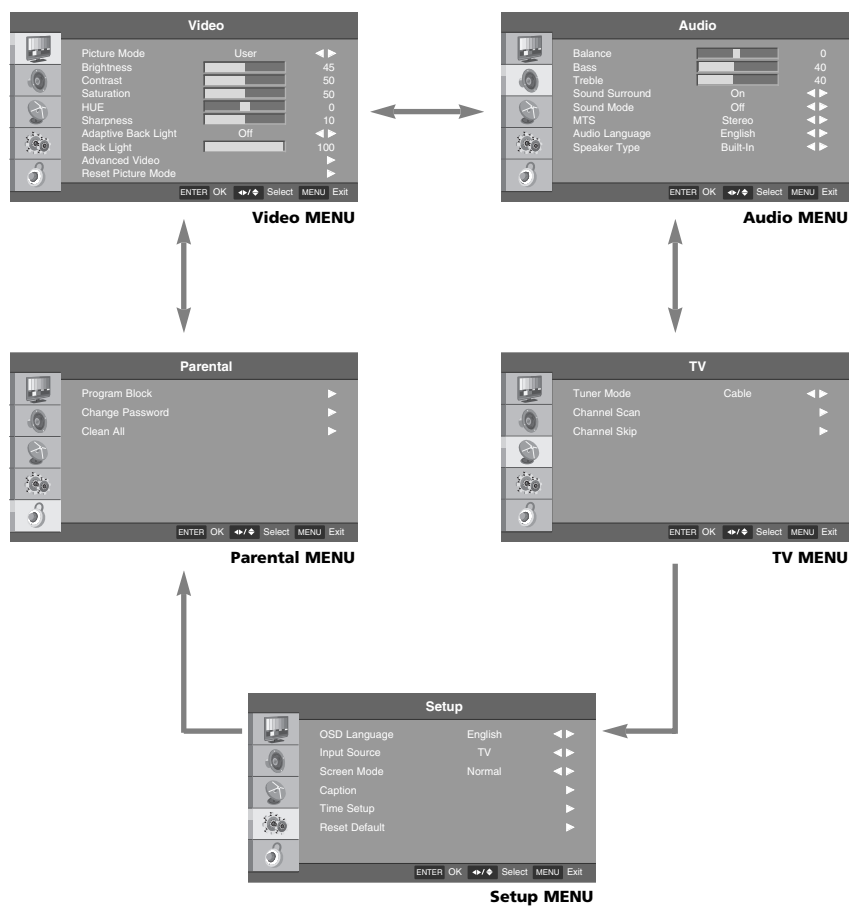 Video
Picture Mode User
Brightness 45
Contrast 50
Saturation 50
HUE 0
Sharpness 10
Adaptive Back Light Off
Back Light 100
Advanced Video
Reset Picture Mode
ENTER OK Select MENU Exit
Video MENU
Audio
Balance 0
Bass 40
Treble 40
Sound Surround On
Sound Mode Off
MTS Stereo
Audio Language English
Speaker Type Built-In
ENTER OK Select MENU Exit
Audio MENU
Parental
Program Block
Change Password
Clean All
ENTER OK Select MENU Exit
Parental MENU
TV
Tuner Mode Cable
Channel Scan
Channel Skip
ENTER OK Select MENU Exit
TV MENU
Setup
OSD Language English
Input Source TV
Screen Mode Normal
Caption
Time Setup
Reset Default
ENTER OK Select MENU Exit
Setup MENU